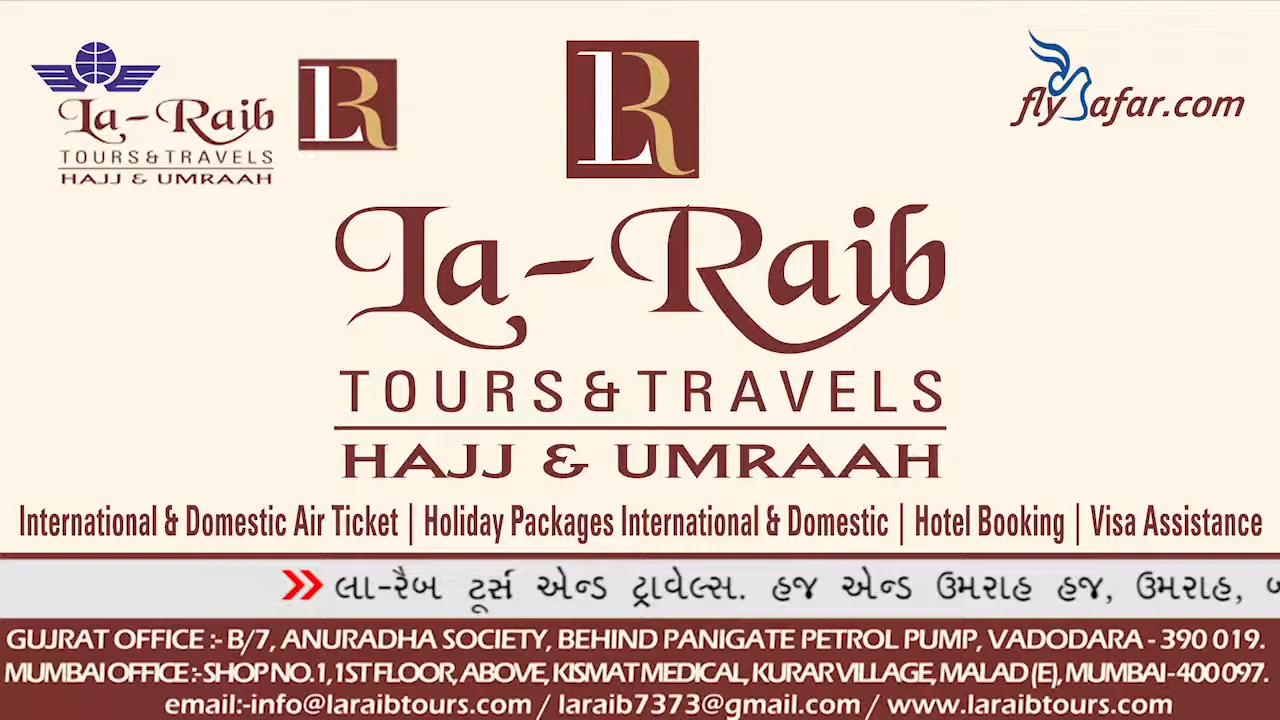 La-Raib
TOURS & TRAVELS
HAJJ & UMRAAH
LR
LR
flySafar.com
La-Raib
TOURS & TRAVELS
HAJJ & UMRAAH
International & Domestic Air Ticket | Holiday Packages International & Domestic | Hotel Booking | Visa Assistance
લા-રૈબ ટૂર્સ એન્ડ ટ્રાવેલ્સ. હજ એન્ડ ઉમરાહ હજ, ઉમરાહ,
GUJRAT OFFICE :- B/7, ANURADHA SOCIETY, BEHIND PANIGATE PETROL PUMP, VADODARA - 390 019.
MUMBAI OFFICE :- SHOP NO. 1, 1ST FLOOR, ABOVE, KISMAT MEDICAL, KURAR VILLAGE, MALAD (E), MUMBAI - 400 097.
email:-info@laraibtours.com / laraib7373@gmail.com / www.laraibtours.com